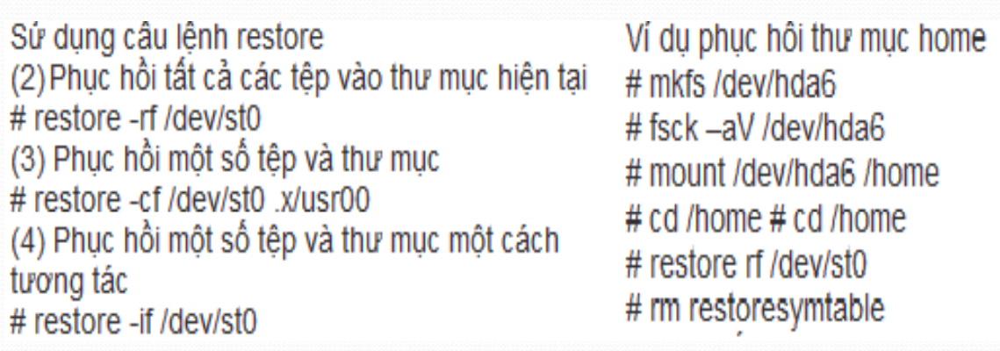 Sử dụng câu lệnh restore
(2) Phục hồi tất cả các tệp vào thư mục hiện tại
# restore -rf /dev/st0
(3) Phục hồi một số tệp và thư mục
# restore -cf /dev/st0 .x/usr00
(4) Phục hồi một số tệp và thư mục một cách
tương tác
# restore -if /dev/st0
Ví dụ phục hôi thư mục home
# mkfs /dev/hda6
# fsck –aV /dev/hda6
# mount /dev/hda6 /home
# cd /home # cd /home
# restore rf /dev/st0
# rm restoresymtable